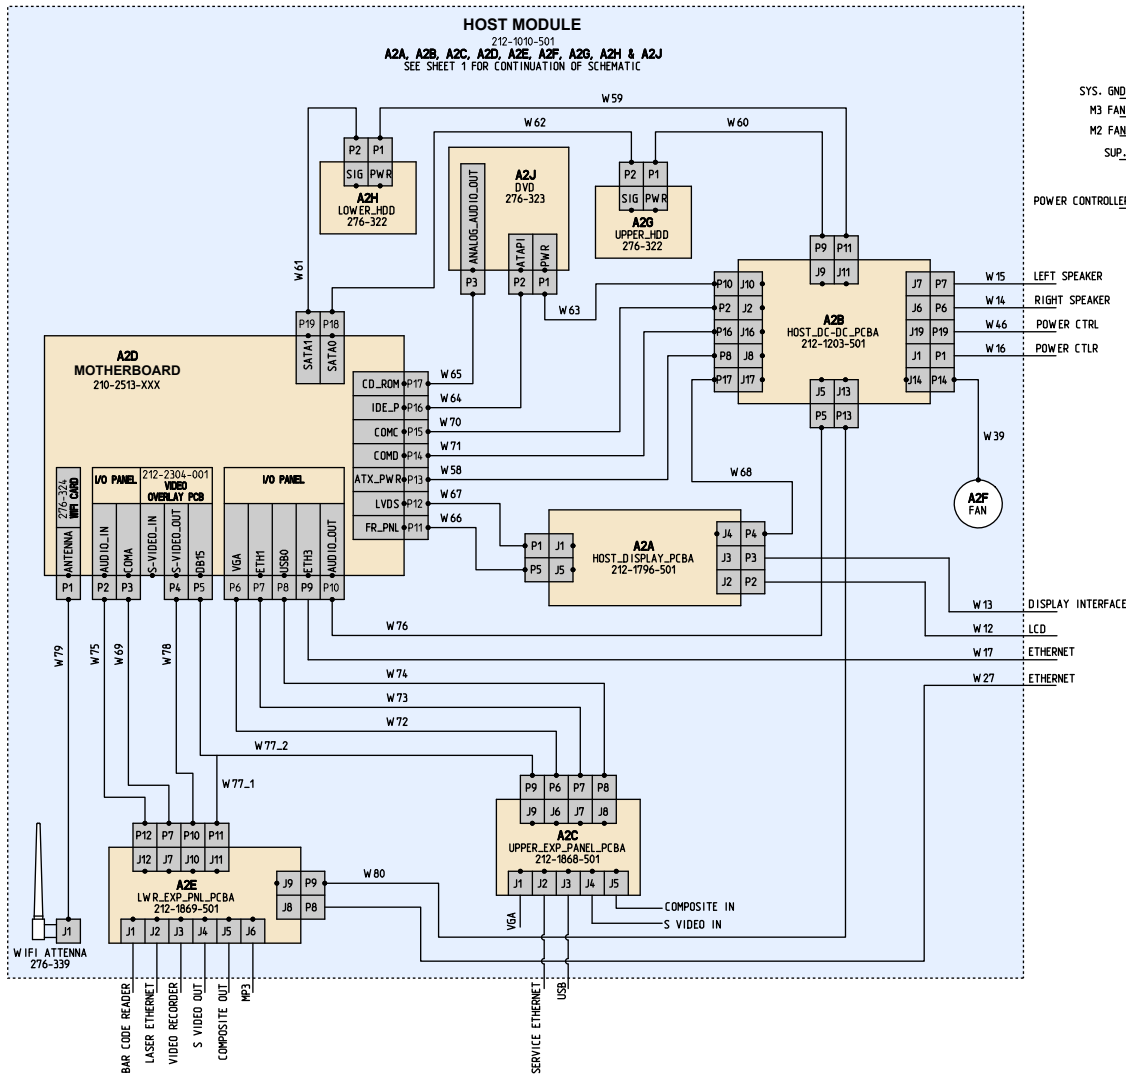 HOST MODULE
212-1010-501
A2A, A2B, A2C, A2D, A2E, A2F, A2G, A2H & A2J
SEE SHEET 1 FOR CONTINUATION OF SCHEMATIC
SYS. GND
M3 FAN
M2 FAN
SUP.
POWER CONTROLLER
W59
W62
W60
W61
P2 P1
SIG PWR
A2H
LOWER_HDD
276-322
ANALOG_AUDIO_OUT
A2J
DVD
276-323
ATAPI
PWR
P3
P2 P1
P2 P1
SIG PWR
A2G
UPPER_HDD
276-322
W63
P9 P11
J9 J11
P10 J10
P2 J2
P16 J16
P8 J8
P17 J17
A2B
HOST_DC-DC_PCBA
212-1203-501
J7 P7
J6 P6
J19 P19
J1 P1
J14 P14
J5 J13
P5 P13
W15 LEFT SPEAKER
W14 RIGHT SPEAKER
W46 POWER CTRL
W16 POWER CTLR
W39
A2F
FAN
P19 P18
SATA1
SATA0
A2D
MOTHERBOARD
210-2513-XXX
CD_ROM P17 W65
IDE_P P16 W64
COMC P15 W70
COMD P14 W71
ATX_PWR P13 W58
LVDS P12 W67
FR_PNL P11 W66
W68
276-324
WIFI CARD
ANTENNA
P1
I/O PANEL
AUDIO_IN
COMA
P2 P3
212-2304-001
VIDEO
OVERLAY PCB
S-VIDEO_IN
S-VIDEO_OUT
DB15
P4 P5
I/O PANEL
VGA
ETH1
USB0
ETH3
AUDIO_OUT
P6 P7 P8 P9 P10
P1 J1
P5 J5
A2A
HOST_DISPLAY_PCBA
212-1796-501
J4 P4
J3 P3
J2 P2
W13 DISPLAY INTERFACE
W12 LCD
W17 ETHERNET
W27 ETHERNET
W76
W79
W75
W69
W78
W74
W73
W72
W77_2
W77_1
P12 P7 P10 P11
J12 J7 J10 J11
A2E
LWR_EXP_PNL_PCBA
212-1869-501
J9 P9
J8 P8
W80
J1 J2 J3 J4 J5 J6
BAR CODE READER
LASER ETHERNET
VIDEO RECORDER
S VIDEO OUT
COMPOSITE OUT
MP3
J1
WIFI ATTENNA
276-339
P9 P6 P7 P8
J9 J6 J7 J8
A2C
UPPER_EXP_PANEL_PCBA
212-1868-501
J1 J2 J3 J4 J5
VGA
COMPOSITE IN
S VIDEO IN
SERVICE ETHERNET
USB